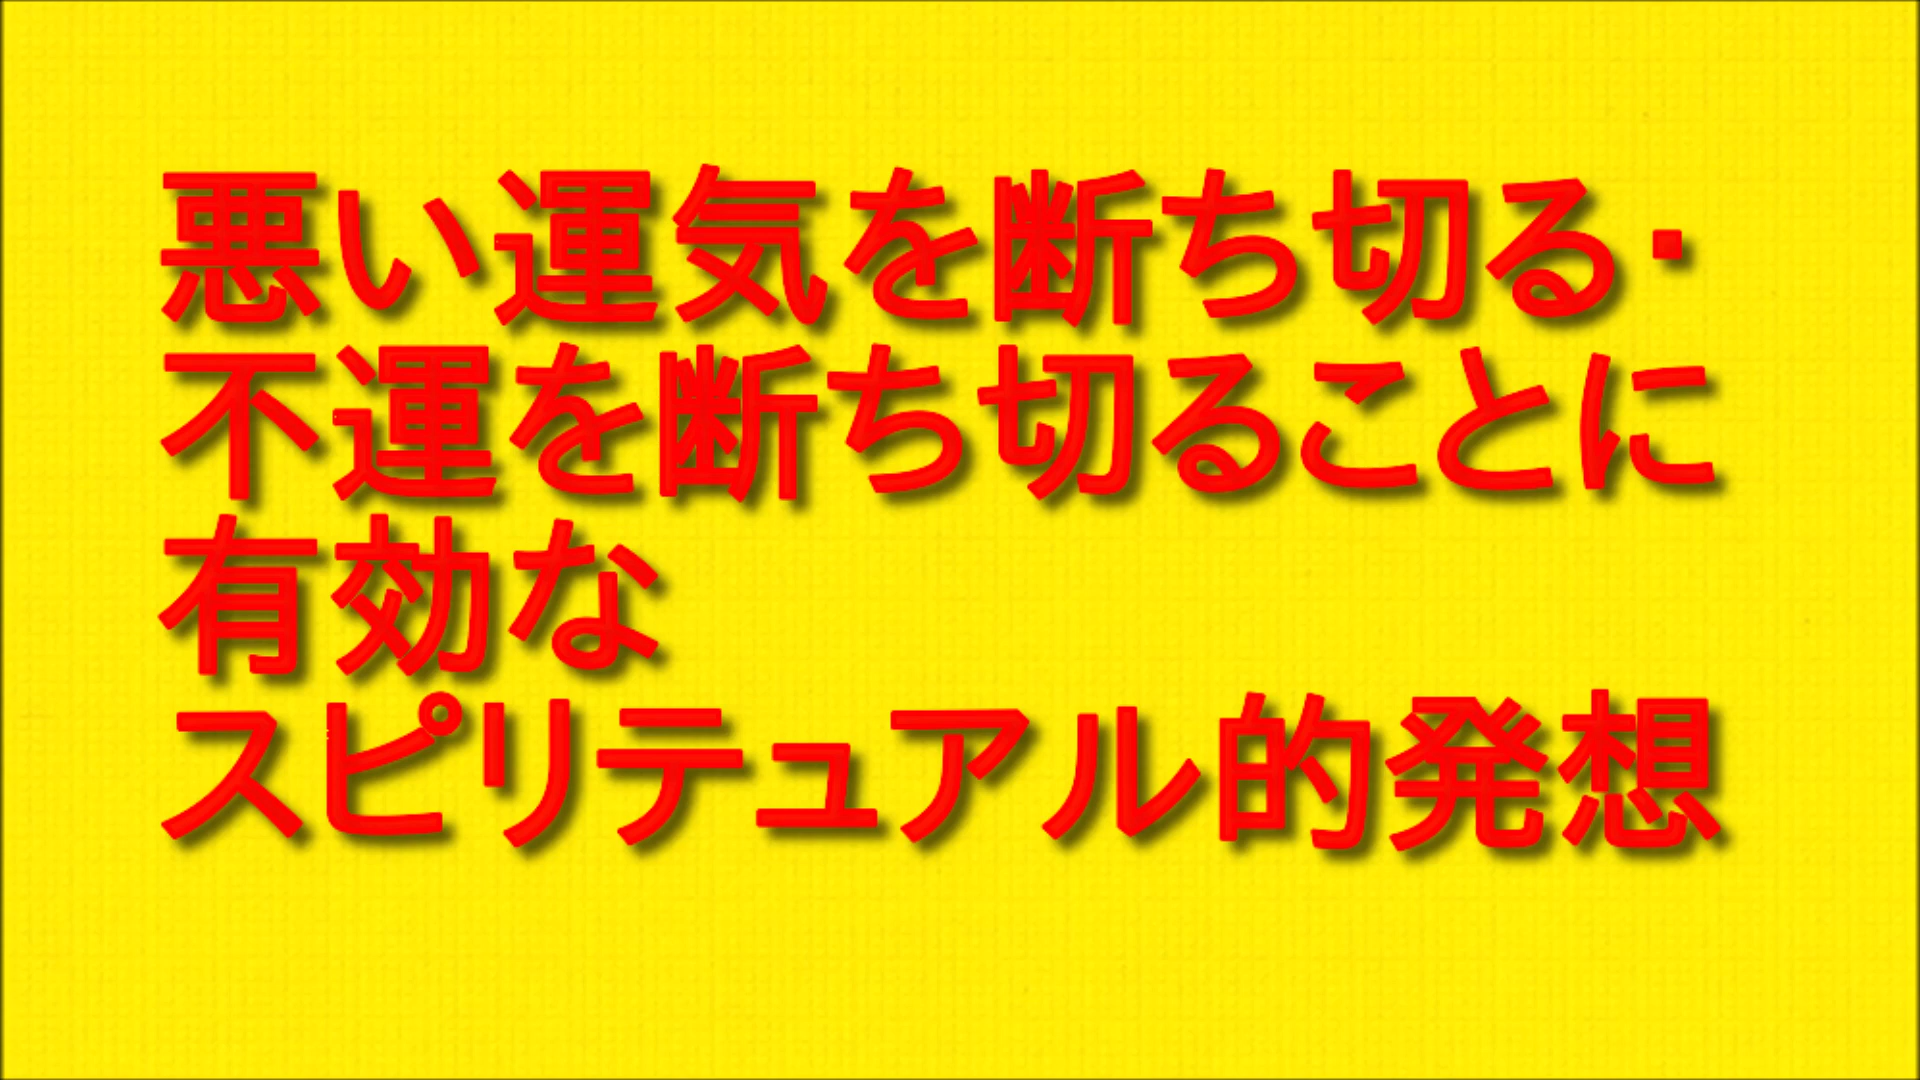 悪い運気を断ち切る･
不運を断ち切ることに
有効な
スピリテュアル的発想